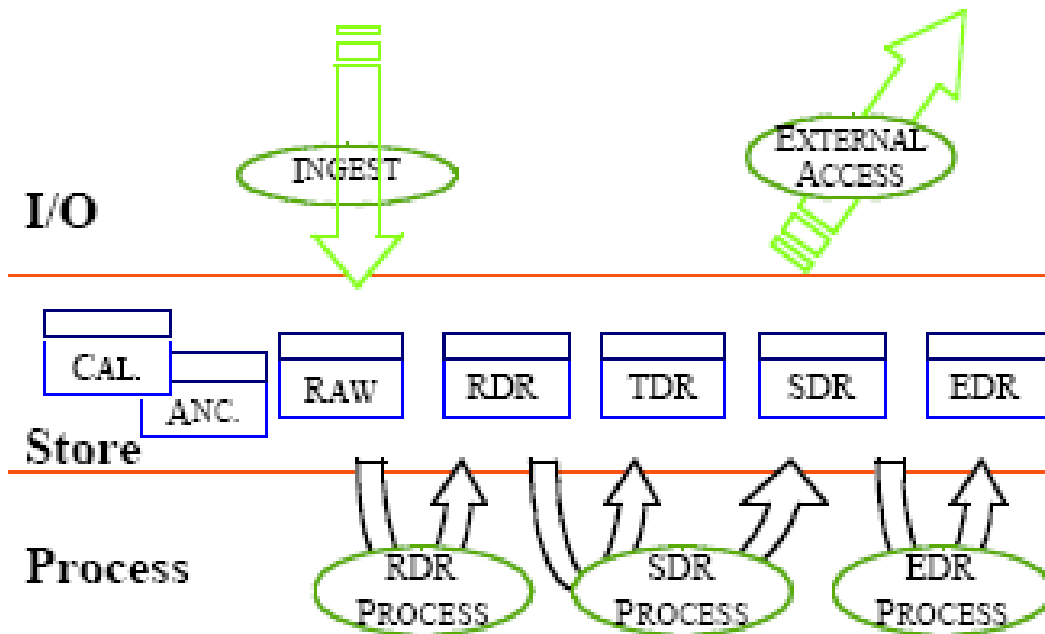 INGEST
EXTERNAL
ACCESS
I/O
CAL.
ANC.
RAW
RDR
TDR
SDR
EDR
Store
Process
RDR
PROCESS
SDR
PROCESS
EDR
PROCESS